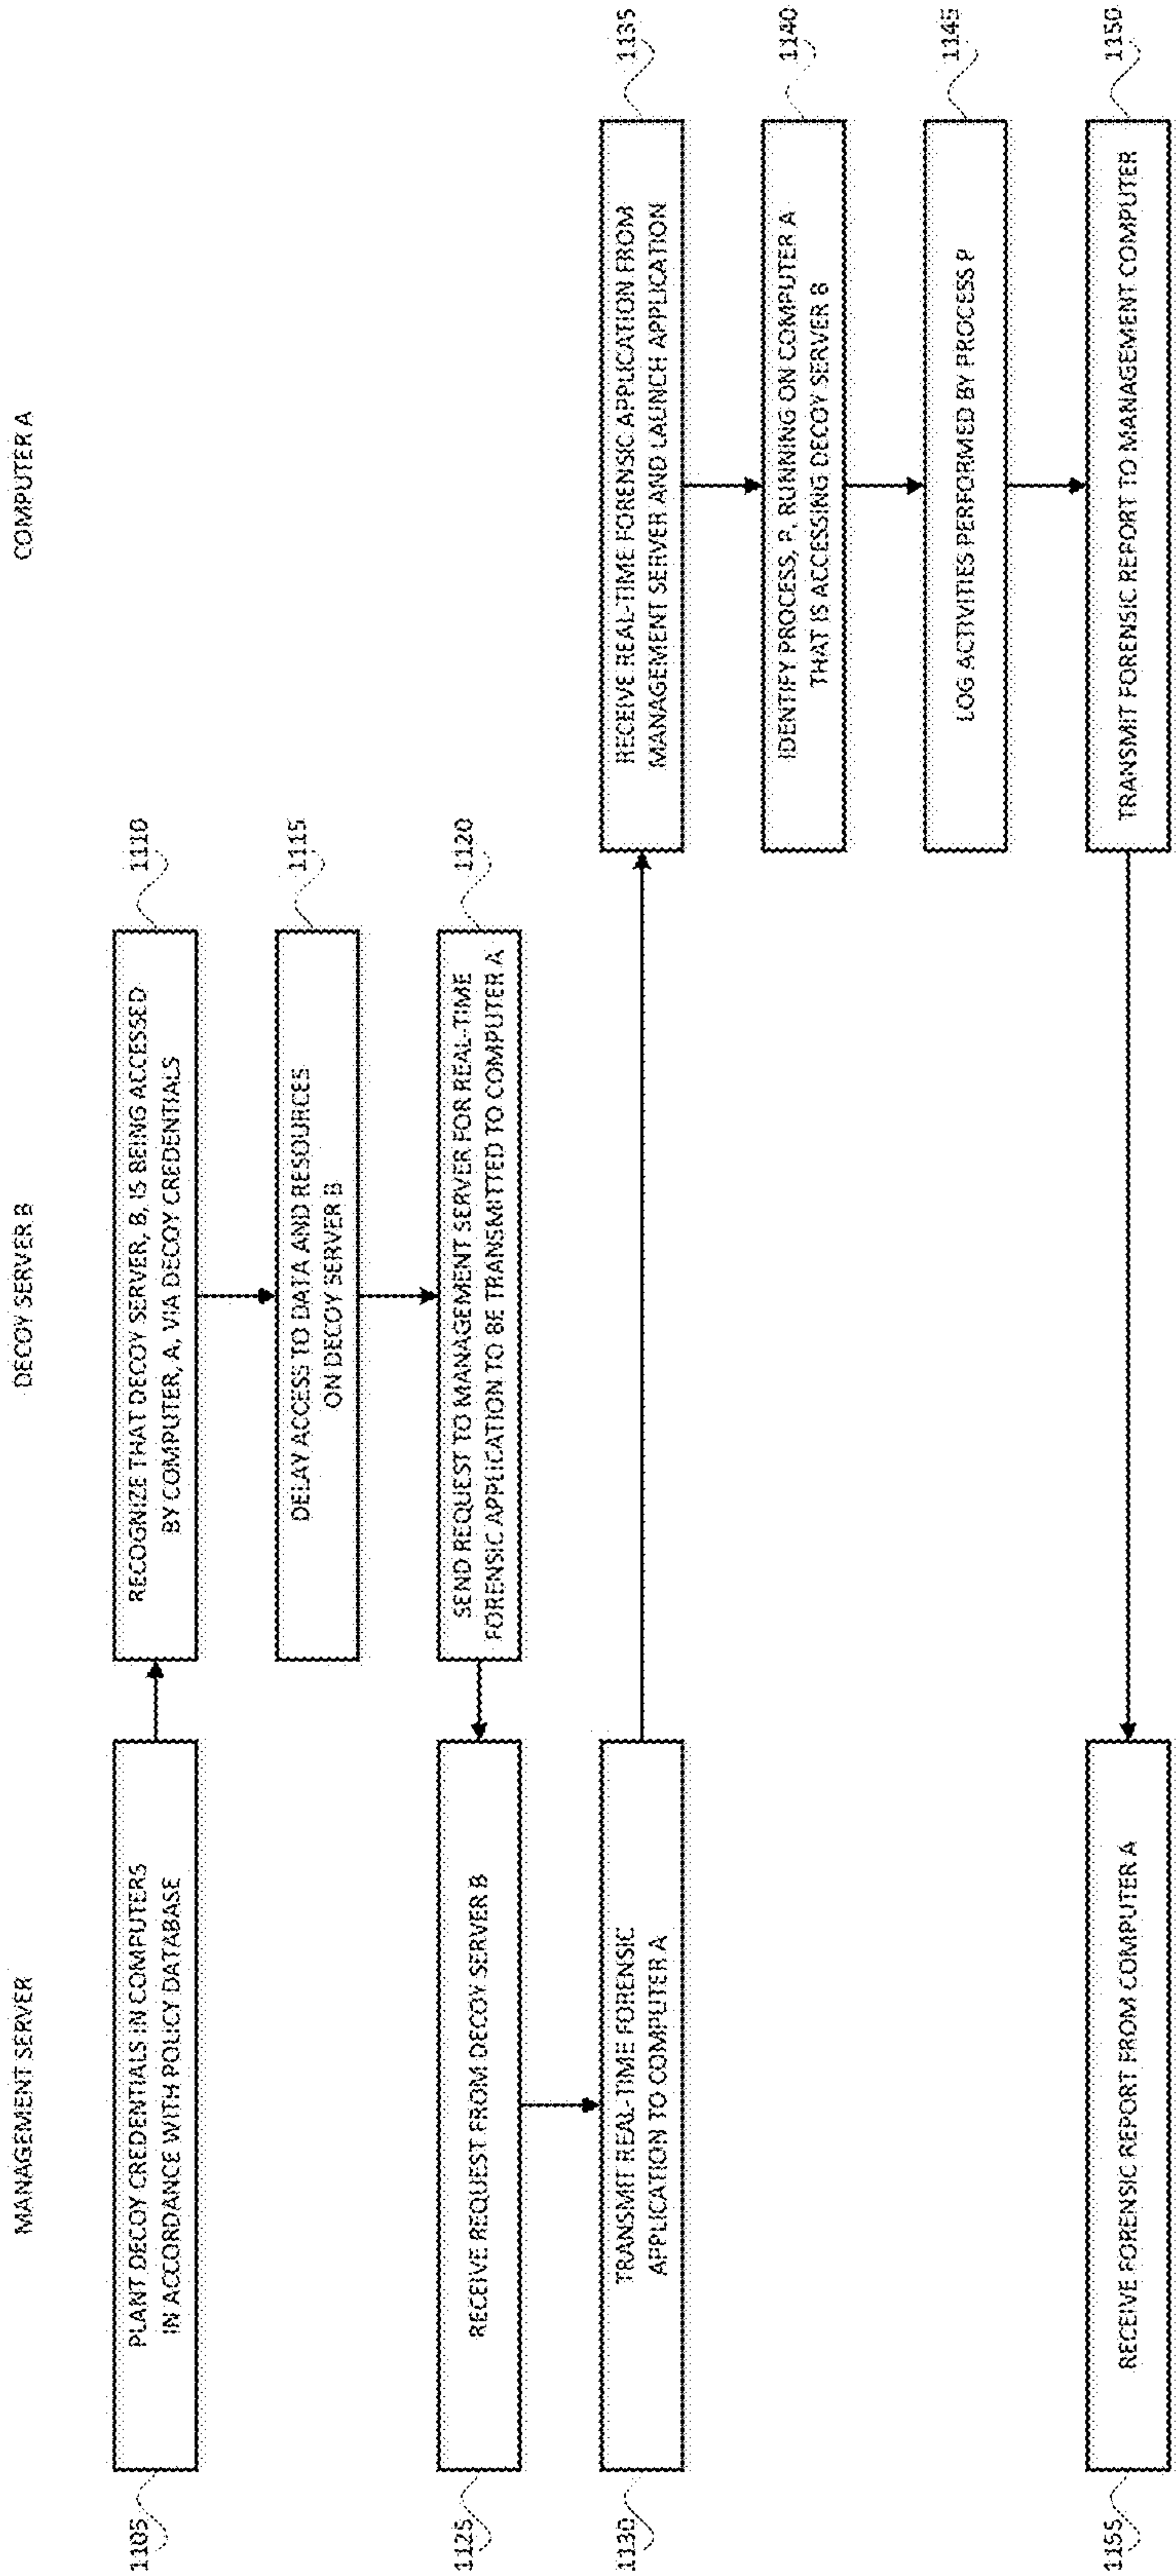 MANAGEMENT SERVER
DECOY SERVER B
COMPUTER A
1105
PLANT DECOY CREDENTIALS IN COMPUTERS
IN ACCORDANCE WITH POLICY DATABASE
RECOGNIZE THAT DECOY SERVER, B, IS BEING ACCESSED
BY COMPUTER, A, VIA DECOY CREDENTIALS
1110
DELAY ACCESS TO DATA AND RESOURCES
ON DECOY SERVER B
1115
1125
RECEIVE REQUEST FROM DECOY SERVER B
SEND REQUEST TO MANAGEMENT SERVER FOR REAL-TIME
FORENSIC APPLICATION TO BE TRANSMITTED TO COMPUTER A
1120
1130
TRANSMIT REAL-TIME FORENSIC
APPLICATION TO COMPUTER A
RECEIVE REAL-TIME FORENSIC APPLICATION FROM
MANAGEMENT SERVER AND LAUNCH APPLICATION
1135
IDENTIFY PROCESS, P, RUNNING ON COMPUTER A
THAT IS ACCESSING DECOY SERVER B
1140
LOG ACTIVITIES PERFORMED BY PROCESS P
1145
1155
RECEIVE FORENSIC REPORT FROM COMPUTER A
TRANSMIT FORENSIC REPORT TO MANAGEMENT COMPUTER
1150